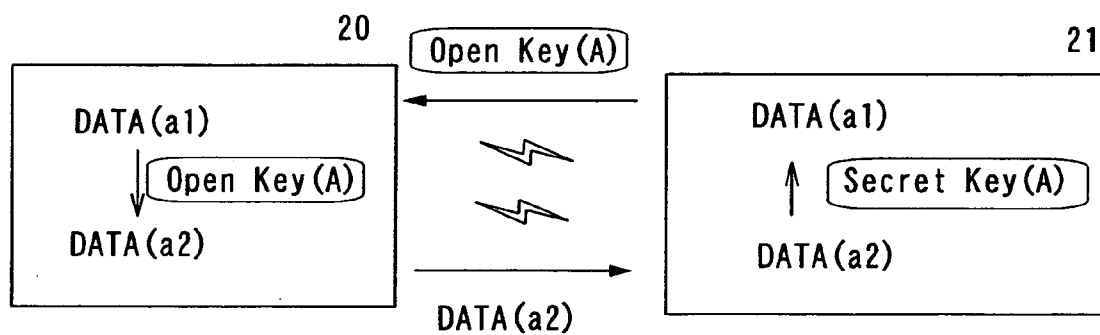 20
Open Key(A)
21
DATA(a1)
Open Key(A)
DATA(a2)
DATA(a2)
DATA(a1)
Secret Key(A)
DATA(a2)